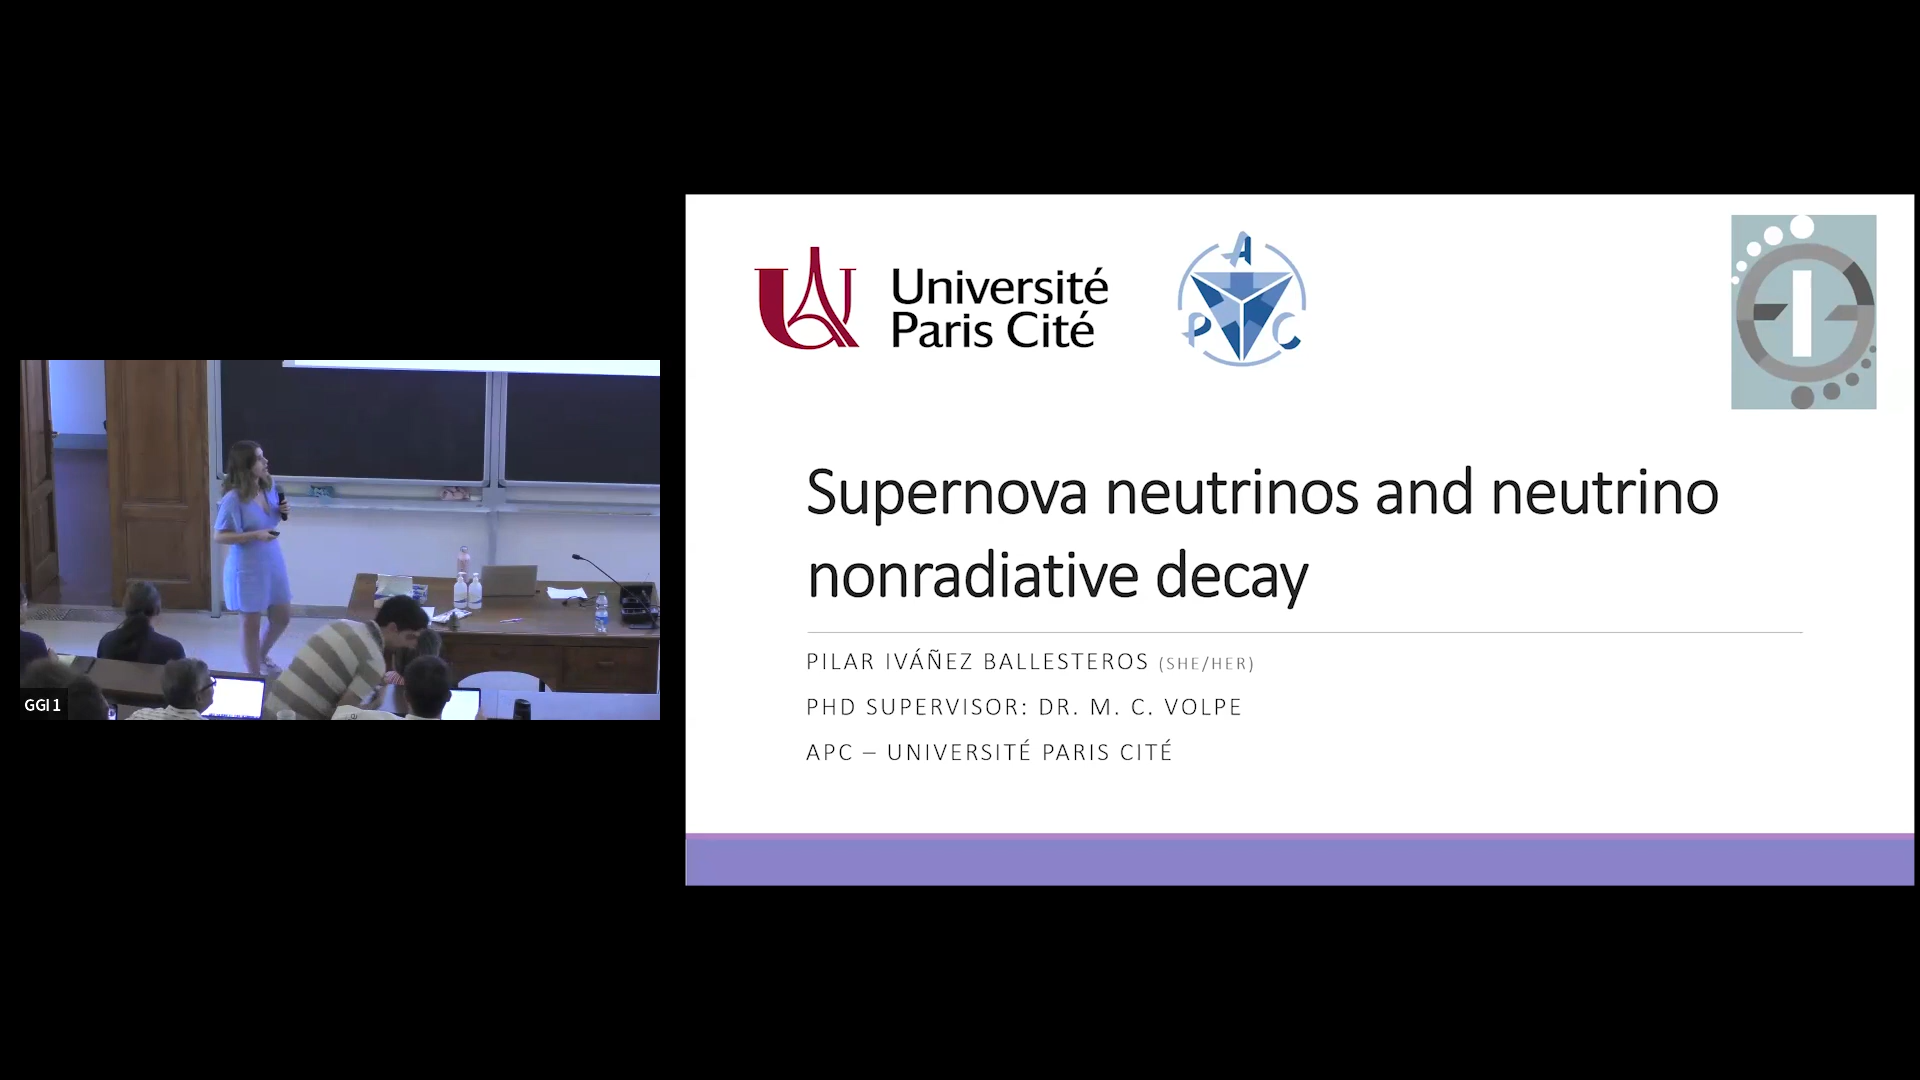 GGI 1
Université
Paris Cité
A
P C
Supernova neutrinos and neutrino
nonradiative decay
PILAR IVÁÑEZ BALLESTEROS (SHE/HER)
PHD SUPERVISOR: DR. M. C. VOLPE
APC – UNIVERSITÉ PARIS CITÉ